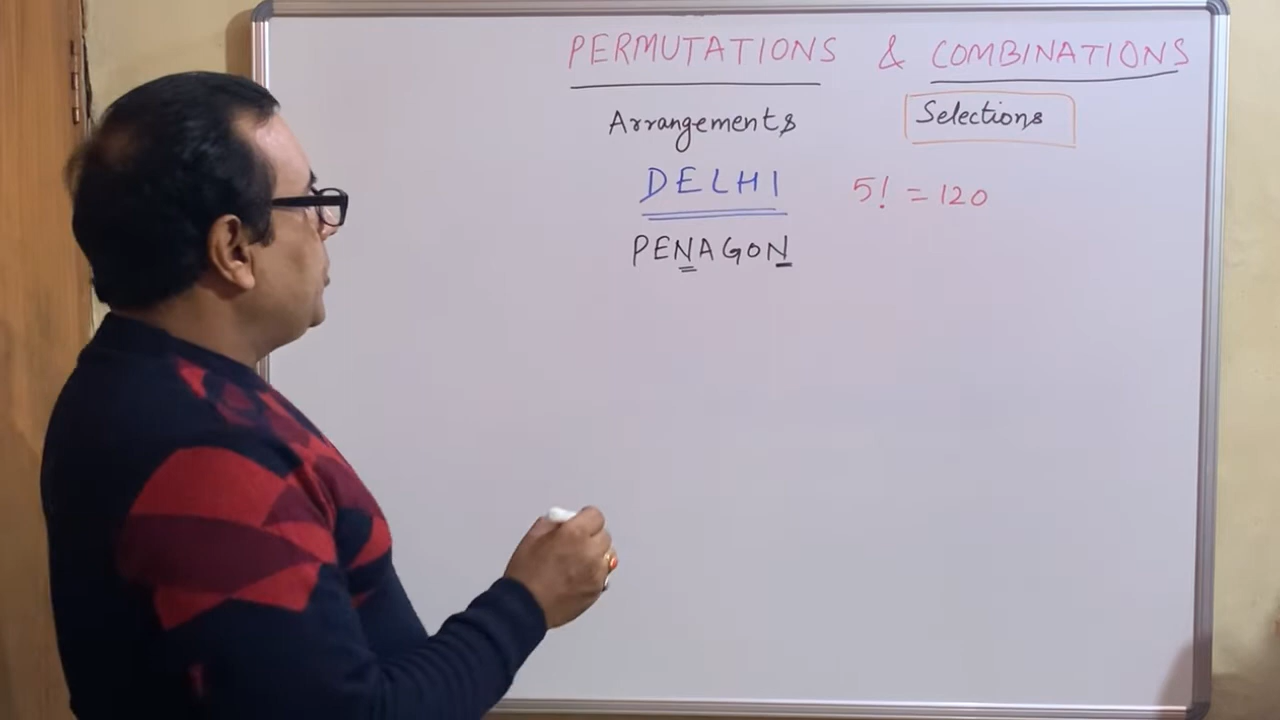 PERMUTATIONS & COMBINATIONS
Arrangements Selections
DELHI 5! = 120
PENAGON